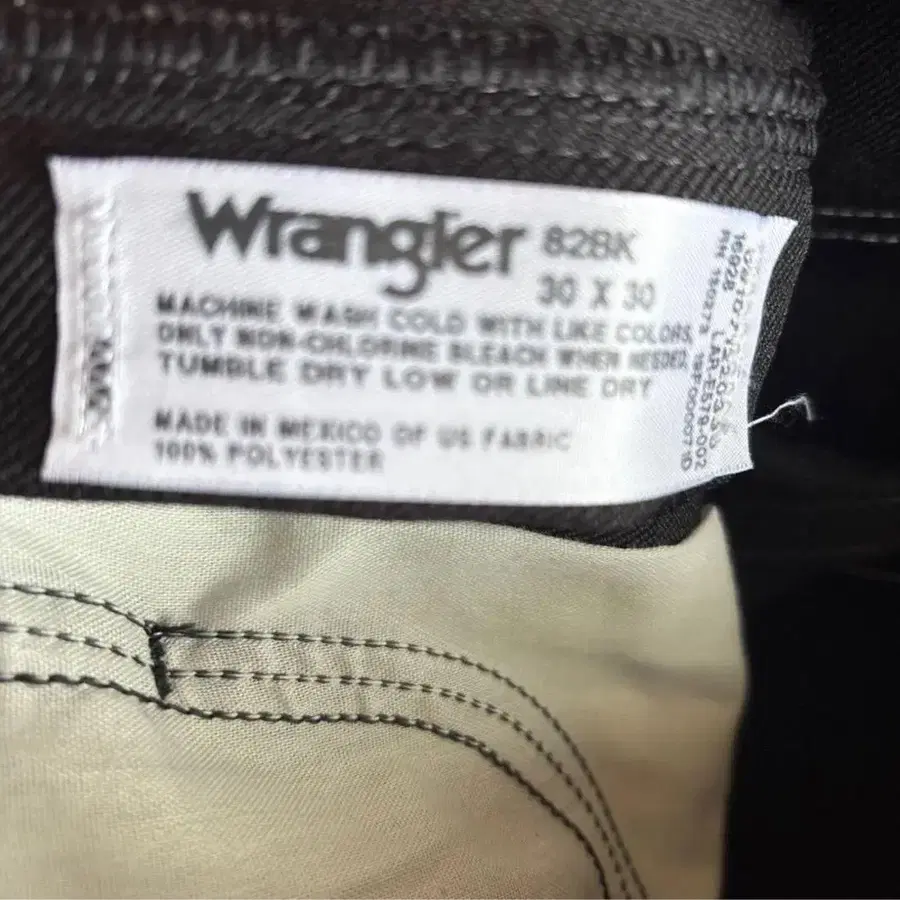 Wrangler 82BK
30 X 30
MACHINE WASH COLD WITH LIKE COLORS,
ONLY NON-CHLORINE BLEACH WHEN NEEDED,
TUMBLE DRY LOW OR LINE DRY
MADE IN MEXICO OF US FABRIC
100% POLYESTER